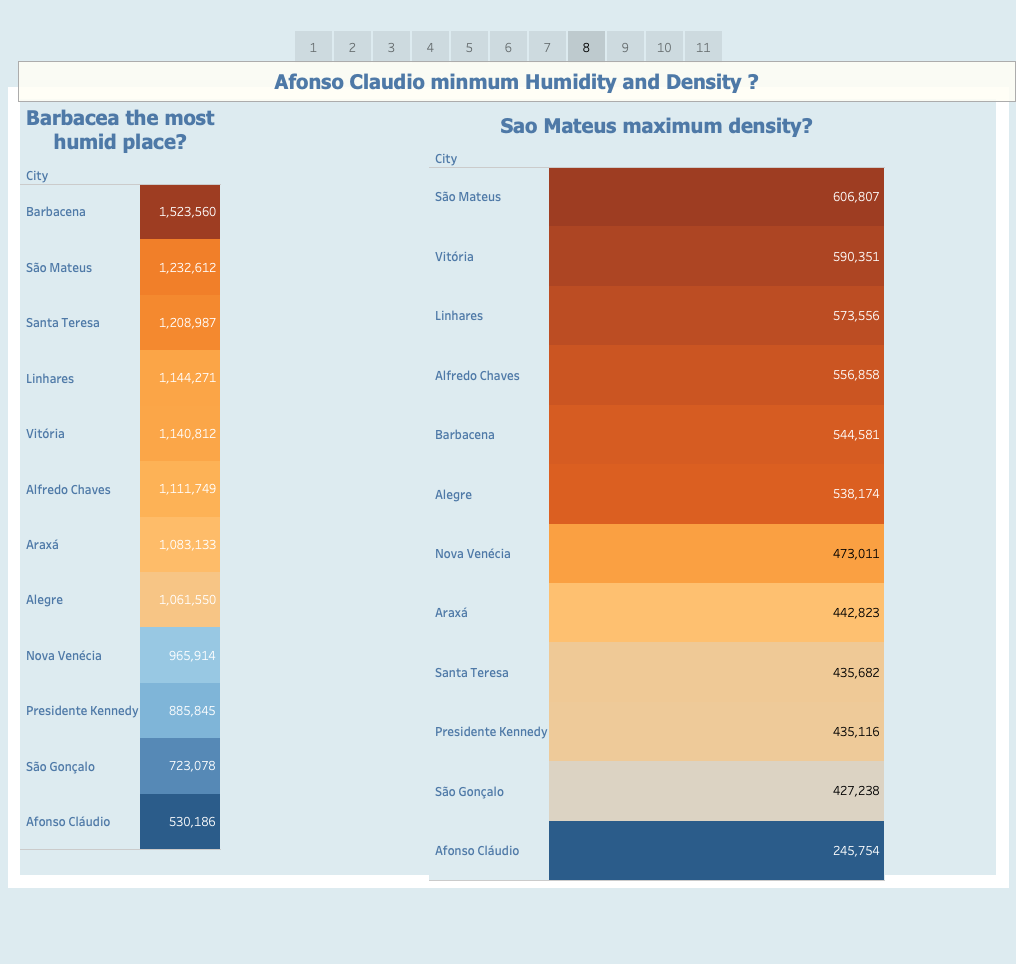 1 2 3 4 5 6 7 8 9 10 11
Afonso Claudio minmum Humidity and Density ?
Barbacea the most
humid place?
City
Barbacena 1,523,560
São Mateus 1,232,612
Santa Teresa 1,208,987
Linhares 1,144,271
Vitória 1,140,812
Alfredo Chaves 1,111,749
Araxá 1,083,133
Alegre 1,061,550
Nova Venécia 965,914
Presidente Kennedy 885,845
São Gonçalo 723,078
Afonso Cláudio 530,186
Sao Mateus maximum density?
City
São Mateus 606,807
Vitória 590,351
Linhares 573,556
Alfredo Chaves 556,858
Barbacena 544,581
Alegre 538,174
Nova Venécia 473,011
Araxá 442,823
Santa Teresa 435,682
Presidente Kennedy 435,116
São Gonçalo 427,238
Afonso Cláudio 245,754